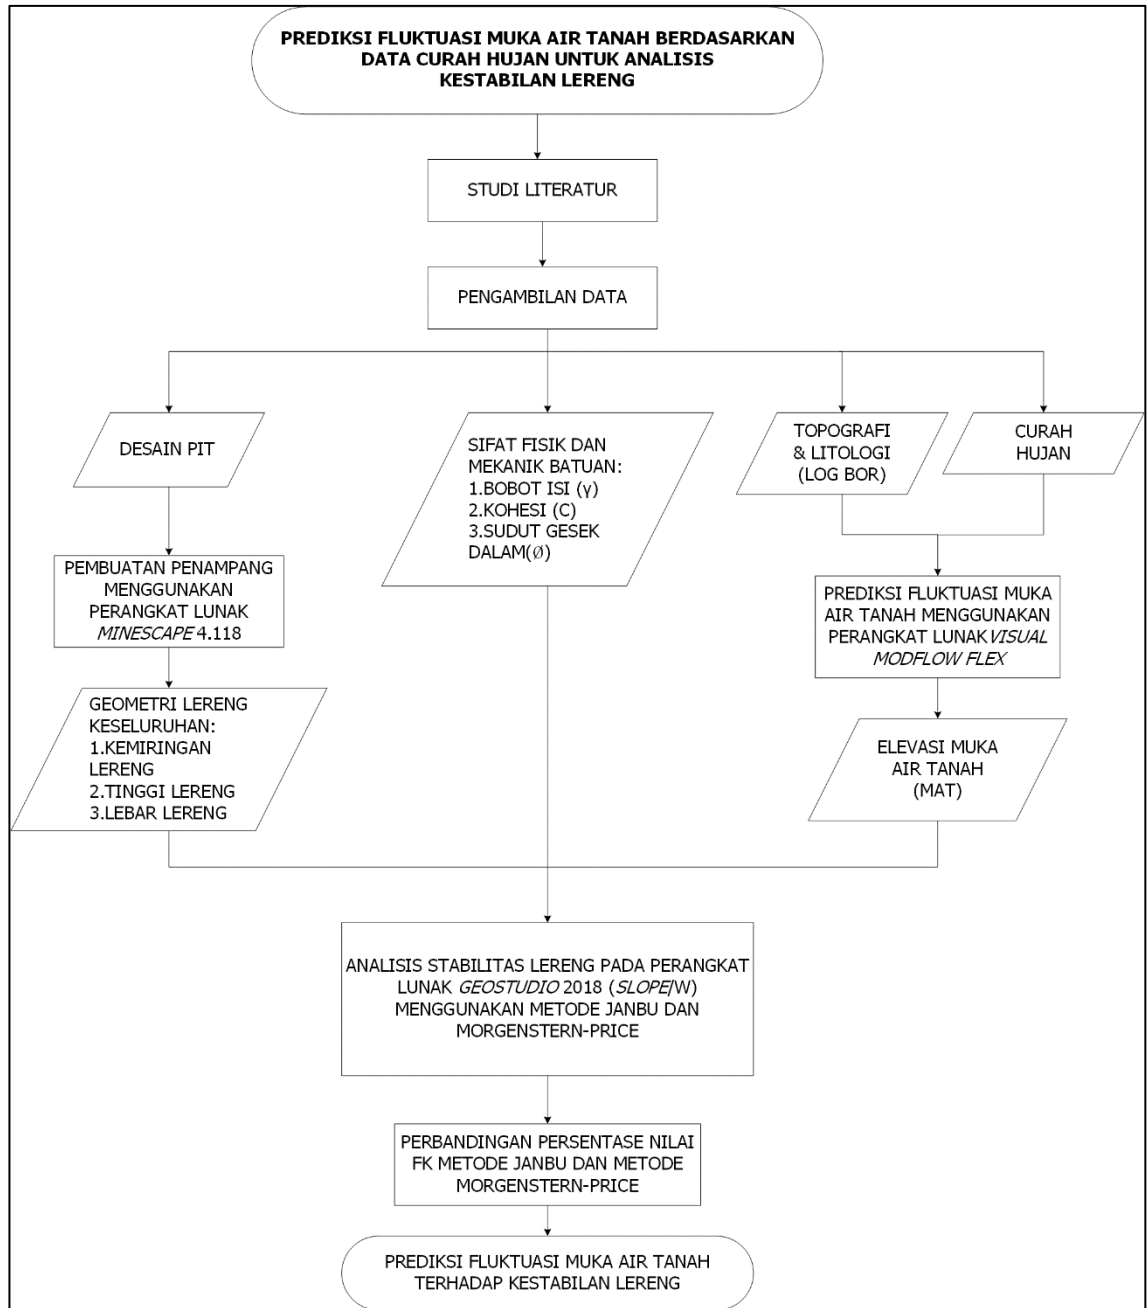 PREDIKSI FLUKTUASI MUKA AIR TANAH BERDASARKAN
DATA CURAH HUJAN UNTUK ANALISIS
KESTABILAN LERENG
STUDI LITERATUR
PENGAMBILAN DATA
DESAIN PIT
PEMBUATAN PENAMPANG
MENGGUNAKAN
PERANGKAT LUNAK
MINESCAPE 4.118
GEOMETRI LERENG
KESELURUHAN:
1.KEMIRINGAN
LERENG
2.TINGGI LERENG
3.LEBAR LERENG
SIFAT FISIK DAN
MEKANIK BATUAN:
1.BOBOT ISI (γ)
2.KOHESI (C)
3.SUDUT GESEK
DALAM(Ø)
TOPOGRAFI
& LITOLOGI
(LOG BOR)
CURAH
HUJAN
PREDIKSI FLUKTUASI MUKA
AIR TANAH MENGGUNAKAN
PERANGKAT LUNAK VISUAL
MODFLOW FLEX
ELEVASI MUKA
AIR TANAH
(MAT)
ANALISIS STABILITAS LERENG PADA PERANGKAT
LUNAK GEOSTUDIO 2018 (SLOPE/W)
MENGGUNAKAN METODE JANBU DAN
MORGENSTERN-PRICE
PERBANDINGAN PERSENTASE NILAI
FK METODE JANBU DAN METODE
MORGENSTERN-PRICE
PREDIKSI FLUKTUASI MUKA AIR TANAH
TERHADAP KESTABILAN LERENG